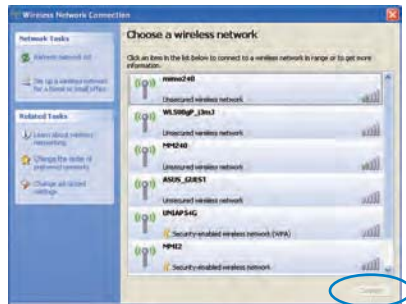 Wireless Network Connection
Network Tasks
Refresh network list
Set up a wireless network
for a home or small office
Related Tasks
Learn about wireless
networking
Change the order of
preferred networks
Change advanced
settings
Choose a wireless network
Click an item in the list below to connect to a wireless network in range or to get more
information.
mimo240
Unsecured wireless network
Unsecured wireless network
MM240
Unsecured wireless network
ASUS_GUEST
Unsecured wireless network
UNIAP54G
Security-enabled wireless network (WPA)
MMI2
Security-enabled wireless network
Connect